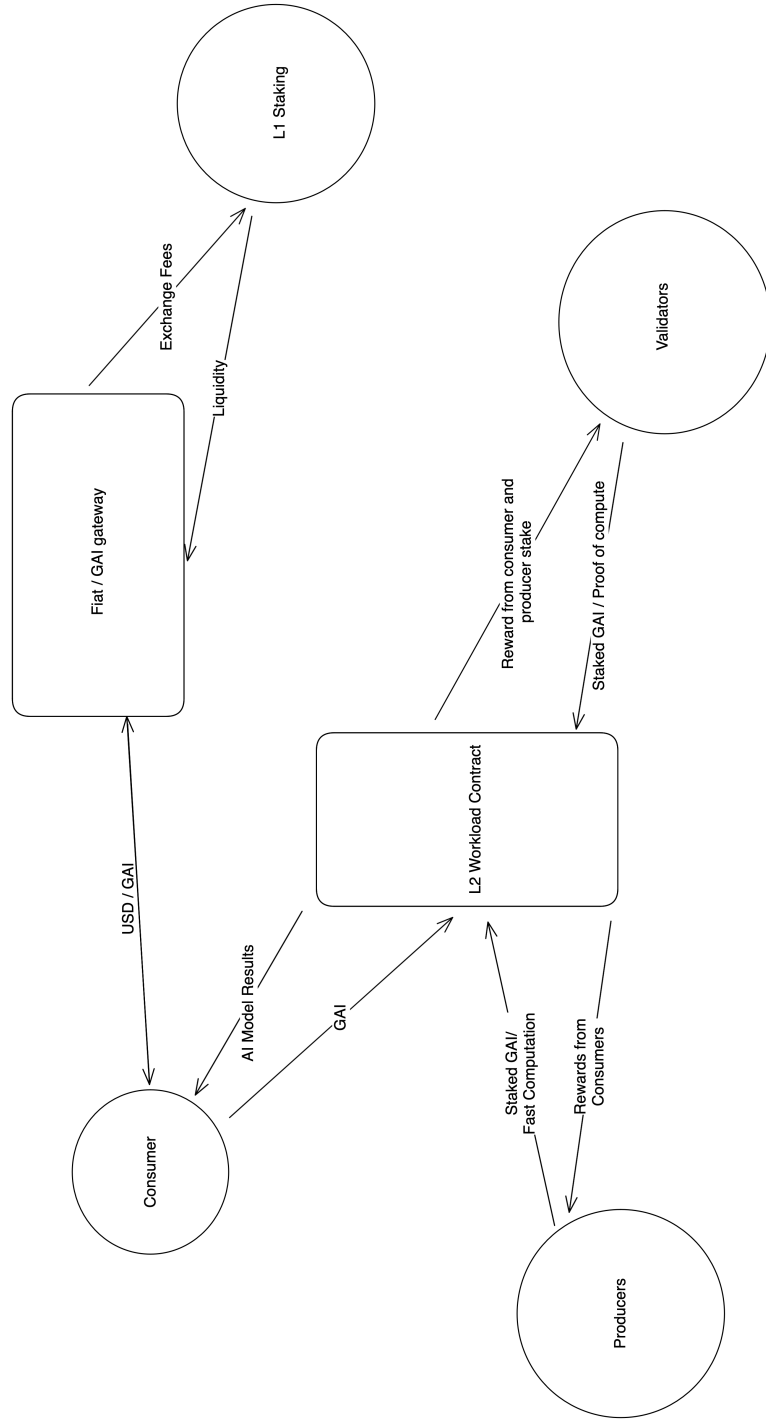 Fiat / GAI gateway
Exchange Fees
L1 Staking
Liquidity
USD / GAI
Consumer
AI Model Results
GAI
L2 Workload Contract
Reward from consumer and
producer stake
Staked GAI / Proof of compute
Validators
Staked GAI/
Fast Computation
Rewards from
Consumers
Producers